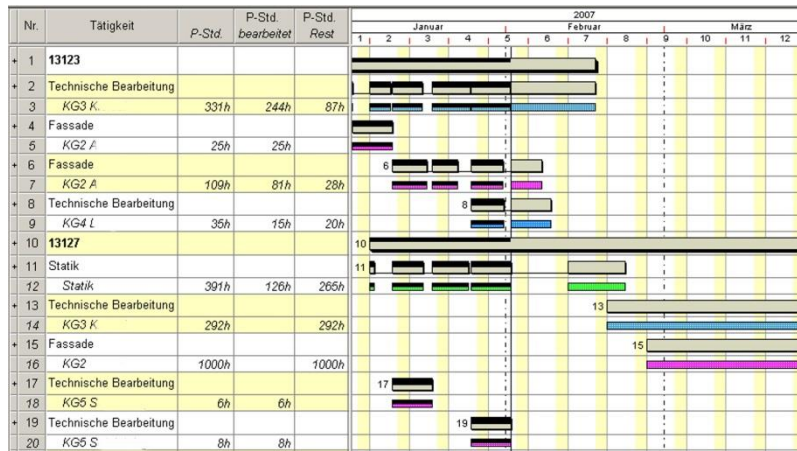 2007
Nr. Tätigkeit P-Std. P-Std. bearbeitet P-Std. Rest
Januar Februar März
1 2 3 4 5 6 7 8 9 10 11 12
+ 1 13123
+ 2 Technische Bearbeitung
3 KG3 K. 331h 244h 87h
+ 4 Fassade
5 KG2 A 25h 25h
+ 6 Fassade 6
7 KG2 A 109h 81h 28h
+ 8 Technische Bearbeitung 8
9 KG4 L 35h 15h 20h
+ 10 13127 10
+ 11 Statik 11
12 Statik 391h 126h 265h
+ 13 Technische Bearbeitung 13
14 KG3 K 292h 292h
+ 15 Fassade 15
16 KG2 1000h 1000h
+ 17 Technische Bearbeitung 17
18 KG5 S 6h 6h
+ 19 Technische Bearbeitung 19
20 KG5 S 8h 8h